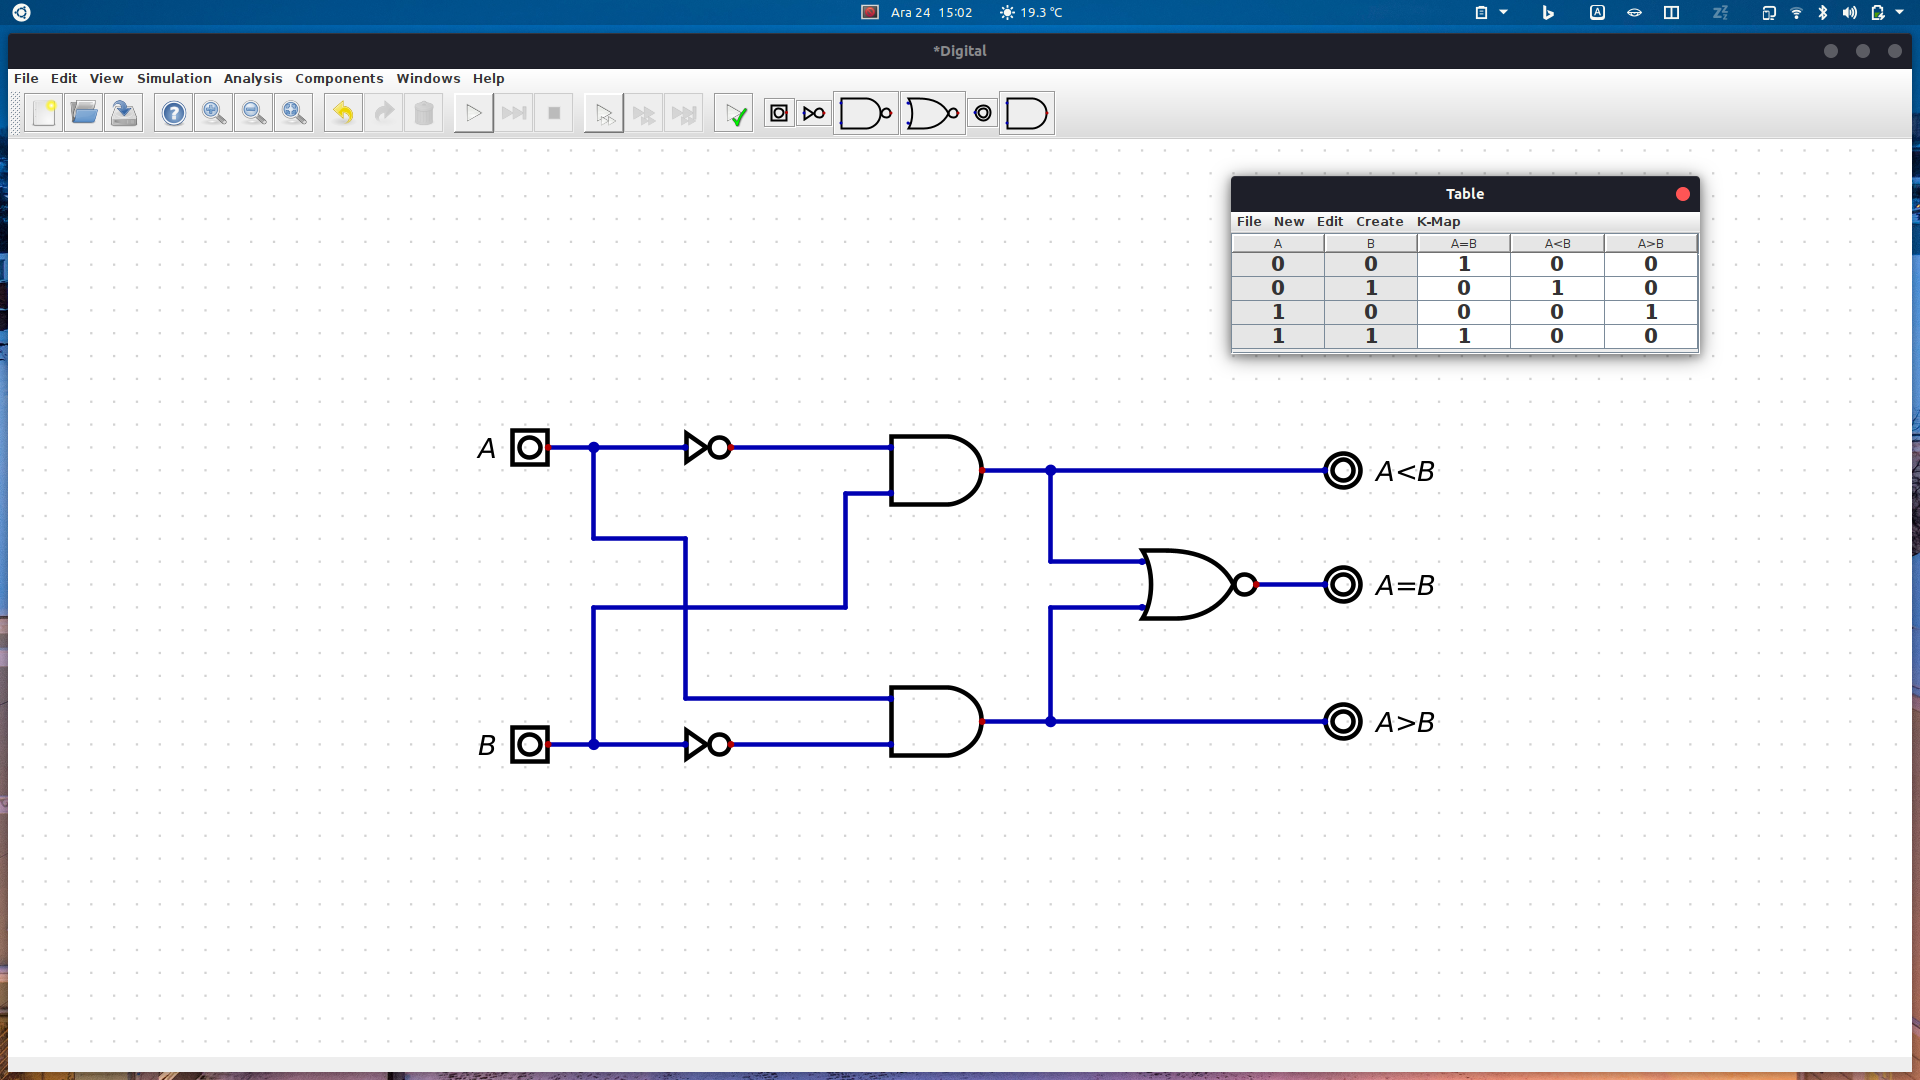 Ara 24 15:02 19.3 °C
*Digital
File Edit View Simulation Analysis Components Windows Help
Table
File New Edit Create K-Map
A B A=B A<B A>B
0 0 1 0 0
0 1 0 1 0
1 0 0 0 1
1 1 1 0 0
A
A<B
A=B
B
A>B